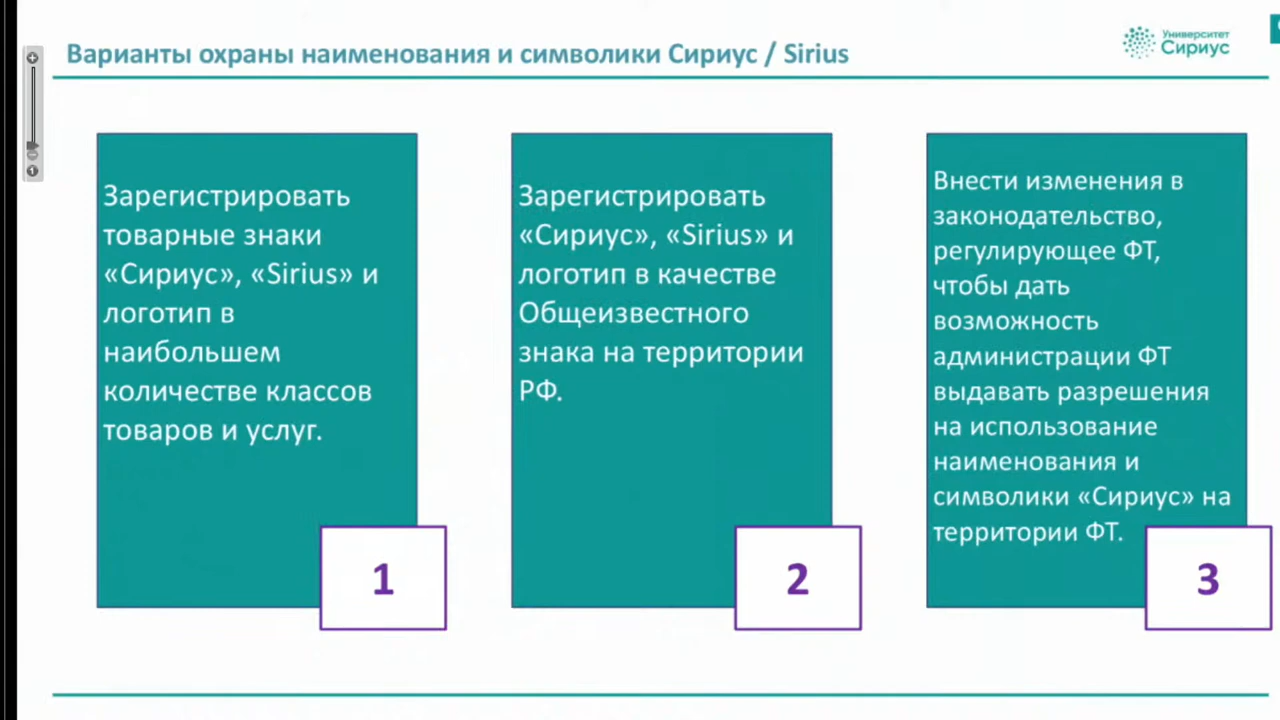 Варианты охраны наименования и символики Сириус / Sirius
Университет
Сириус
Зарегистрировать
товарные знаки
«Сириус», «Sirius» и
логотип в
наибольшем
количестве классов
товаров и услуг.
1
Зарегистрировать
«Сириус», «Sirius» и
логотип в качестве
Общеизвестного
знака на территории
РФ.
2
Внести изменения в
законодательство,
регулирующее ФТ,
чтобы дать
возможность
администрации ФТ
выдавать разрешения
на использование
наименования и
символики «Сириус» на
территории ФТ.
3